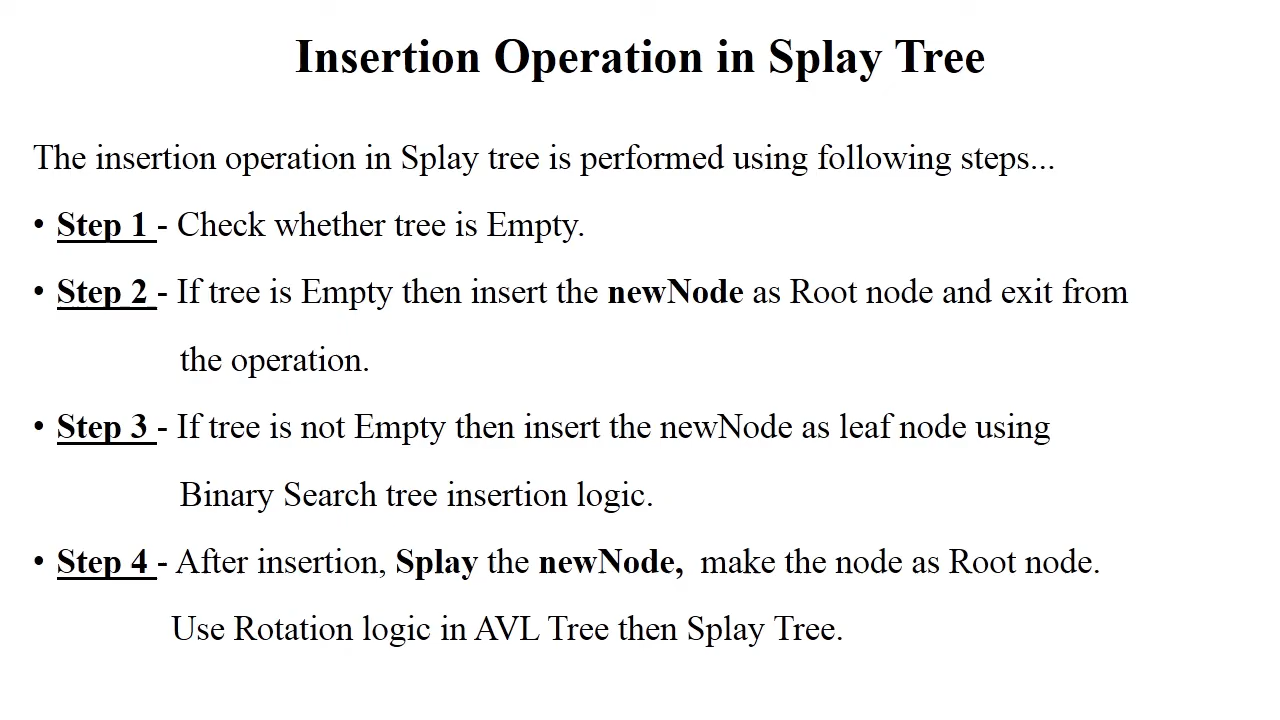 Insertion Operation in Splay Tree
The insertion operation in Splay tree is performed using following steps...
• Step 1 - Check whether tree is Empty.
• Step 2 - If tree is Empty then insert the newNode as Root node and exit from
the operation.
• Step 3 - If tree is not Empty then insert the newNode as leaf node using
Binary Search tree insertion logic.
• Step 4 - After insertion, Splay the newNode, make the node as Root node.
Use Rotation logic in AVL Tree then Splay Tree.